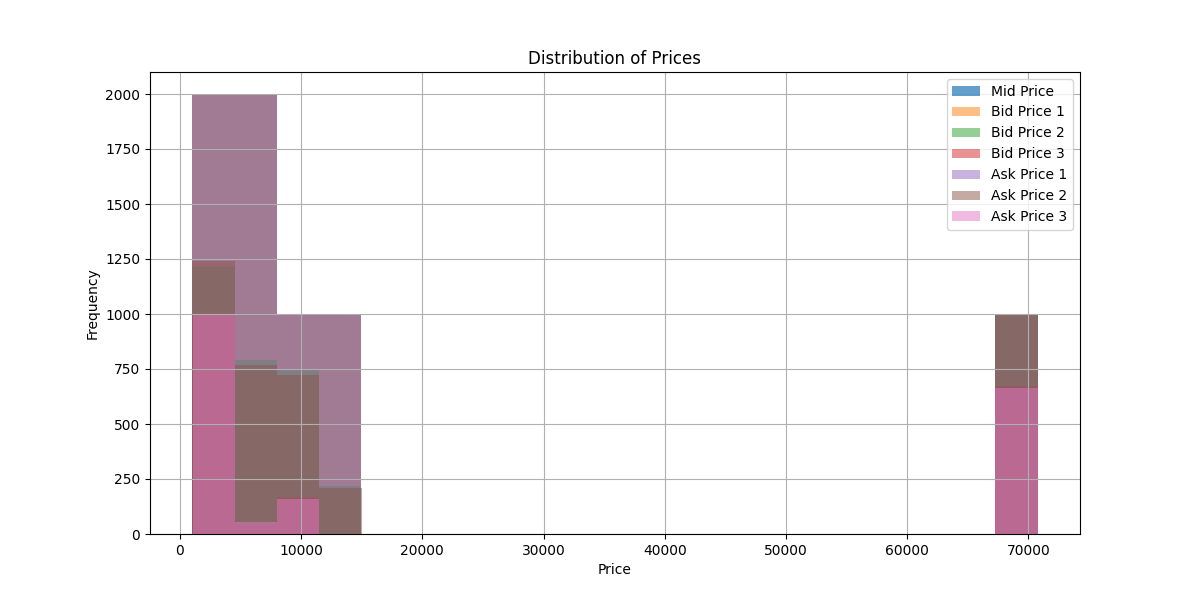 Distribution of Prices
2000
1750
1500
1250
1000
750
500
250
0
Frequency
0 10000 20000 30000 40000 50000 60000 70000
Price
Mid Price
Bid Price 1
Bid Price 2
Bid Price 3
Ask Price 1
Ask Price 2
Ask Price 3